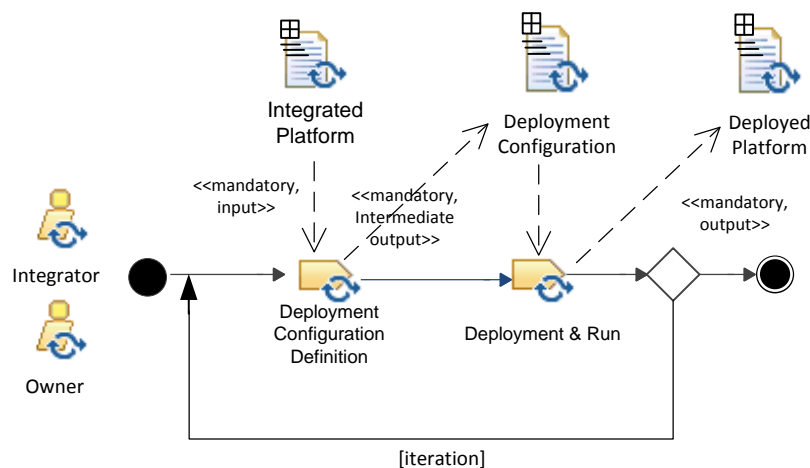 Integrated
Platform
Deployment
Configuration
Deployed
Platform
<<mandatory,
input>>
<<mandatory,
Intermediate
output>>
<<mandatory,
output>>
Integrator
Deployment
Configuration
Definition
Deployment & Run
Owner
[iteration]